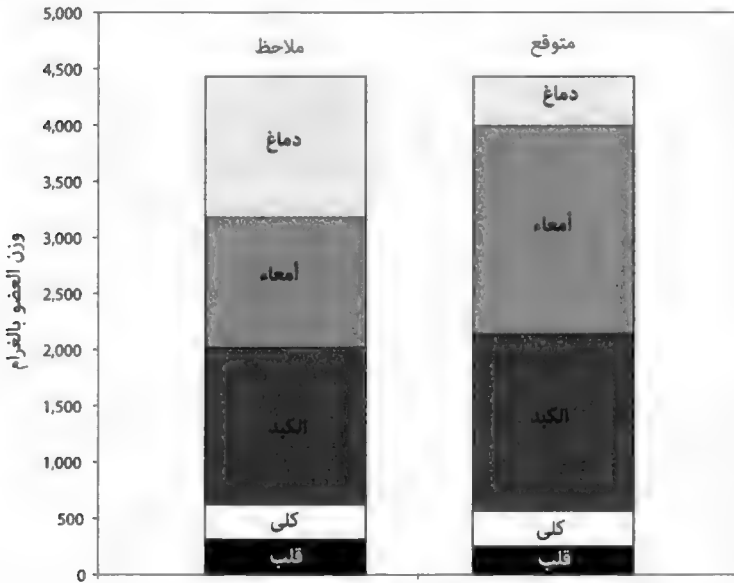 وزن العضو بالغرام
5,000
4,500
4,000
3,500
3,000
2,500
2,000
1,500
1,000
500
0
متوقع
دماغ
أمعاء
الكبد
كلى
قلب
ملاحظ
دماغ
أمعاء
الكبد
كلى
قلب